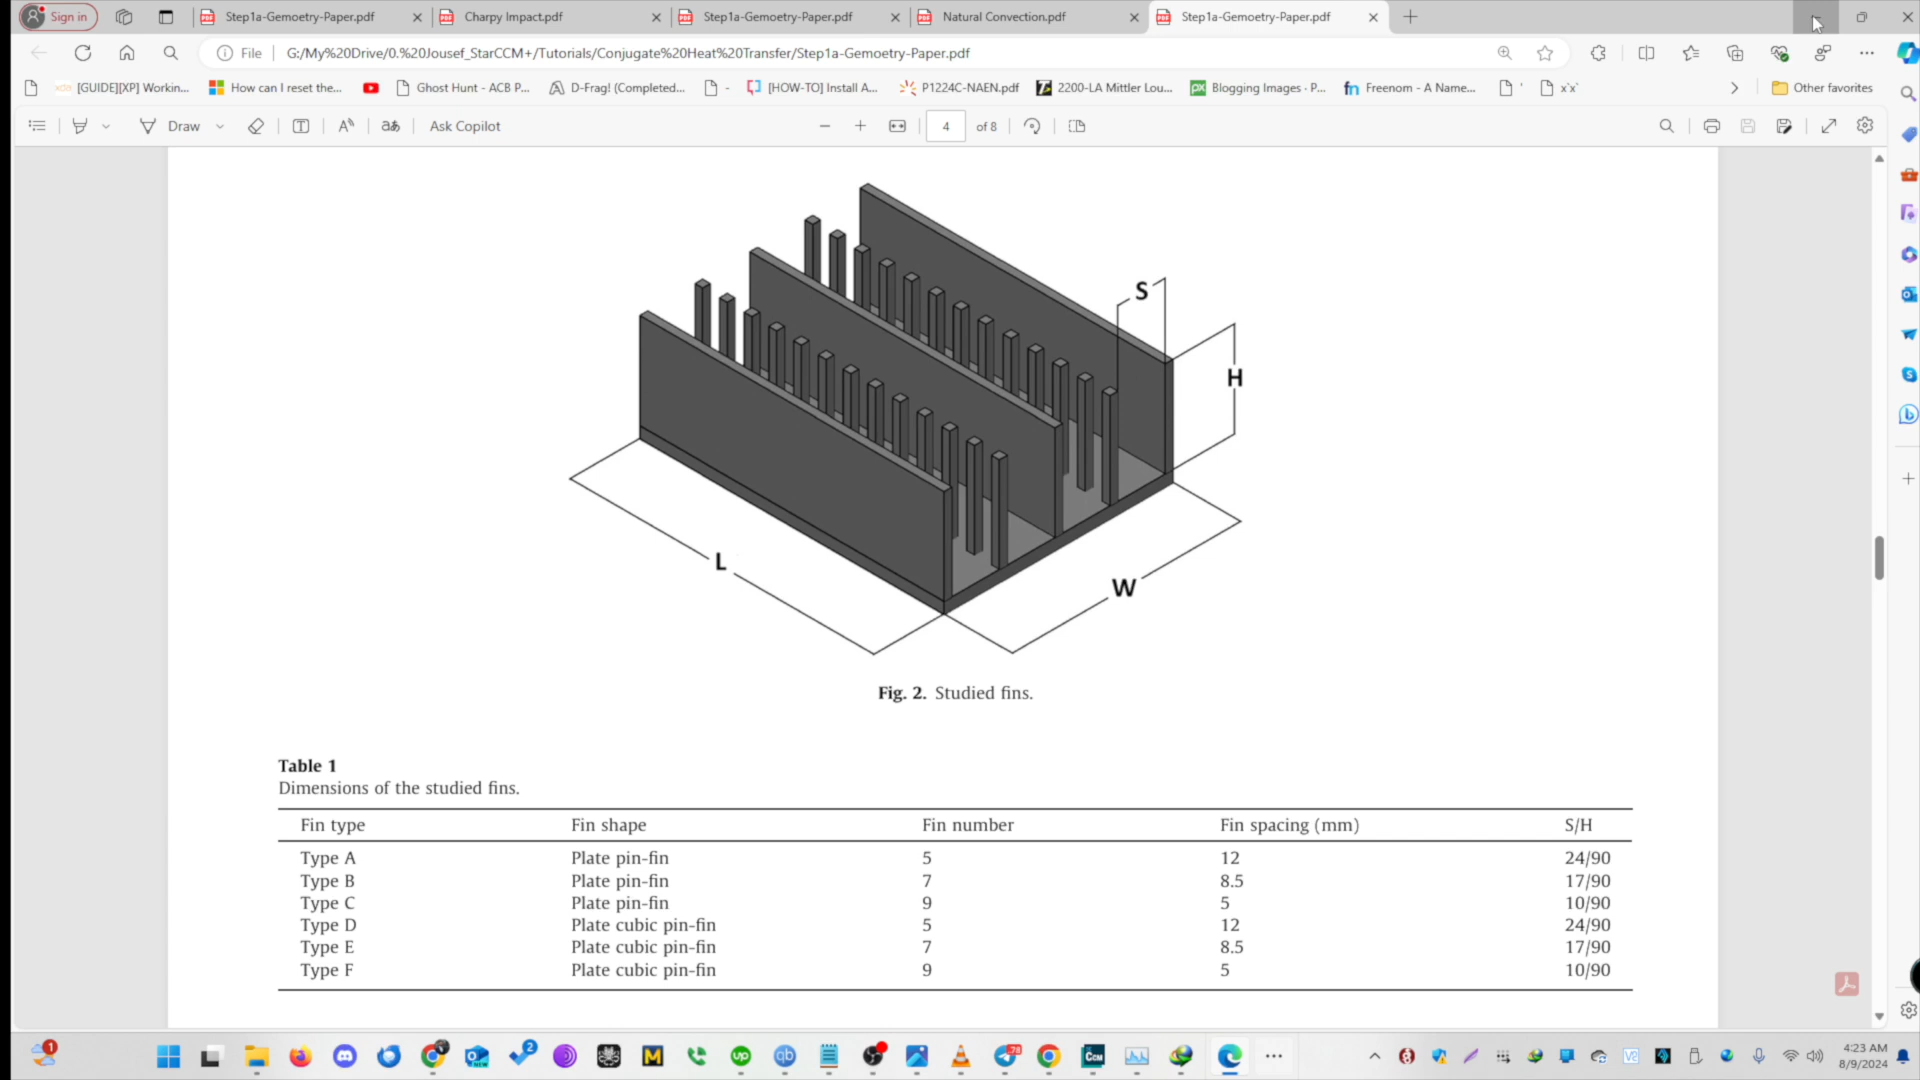 Sign in
Step1a-Gemoetry-Paper.pdf
Charpy Impact.pdf
Step1a-Gemoetry-Paper.pdf
Natural Convection.pdf
Step1a-Gemoetry-Paper.pdf
File
G:/My%20Drive/0.%20Jousef_StarCCM+/Tutorials/Conjugate%20Heat%20Transfer/Step1a-Gemoetry-Paper.pdf
[GUIDE][XP] Workin...
How can I reset the...
Ghost Hunt - ACB P...
D-Frag! (Completed...
-
[HOW-TO] Install A...
P1224C-NAEN.pdf
2200-LA Mittler Lou...
Blogging Images · P...
Freenom - A Name...
'
x'x'
Other favorites
Draw
Ask Copilot
4
of 8
S
H
L
W
Fig. 2. Studied fins.
Table 1
Dimensions of the studied fins.
Fin type Fin shape Fin number Fin spacing (mm) S/H
Type A Plate pin-fin 5 12 24/90
Type B Plate pin-fin 7 8.5 17/90
Type C Plate pin-fin 9 5 10/90
Type D Plate cubic pin-fin 5 12 24/90
Type E Plate cubic pin-fin 7 8.5 17/90
Type F Plate cubic pin-fin 9 5 10/90
1
2
78
4:23 AM
8/9/2024